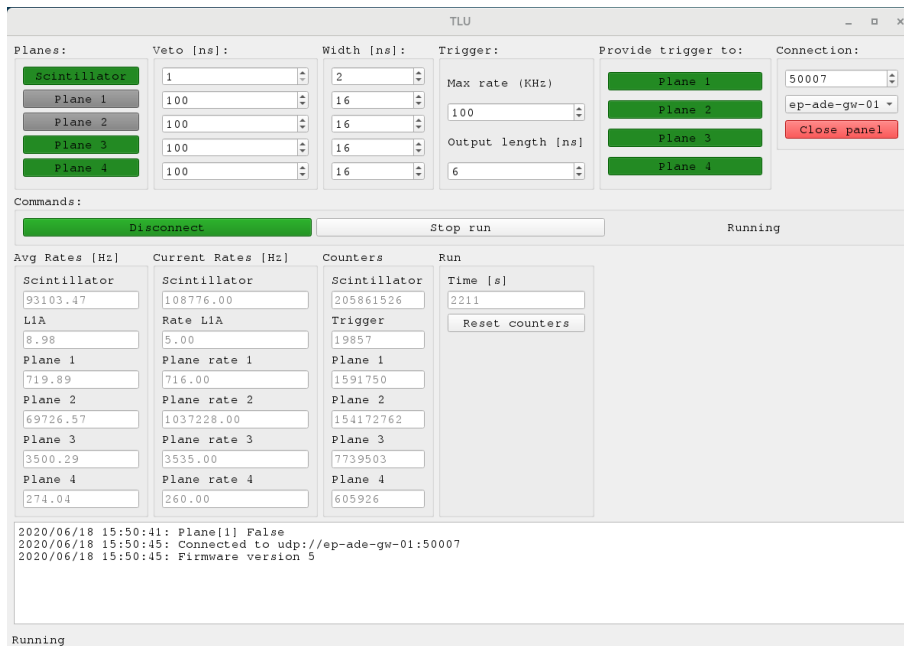 TLU
Planes: Veto [ns]: Width [ns]: Trigger: Provide trigger to: Connection:
Scintillator 1 2 Max rate (KHz) Plane 1 50007
Plane 1 100 16 100 Plane 2 ep-ade-gw-01
Plane 2 100 16 Output length [ns] Plane 3 Close panel
Plane 3 100 16 6 Plane 4
Plane 4 100 16
Commands:
Disconnect Stop run Running
Avg Rates [Hz] Current Rates [Hz] Counters Run
Scintillator Scintillator Scintillator Time [s]
93103.47 108776.00 205861526 2211
L1A Rate L1A Trigger Reset counters
8.98 5.00 19857
Plane 1 Plane rate 1 Plane 1
719.89 716.00 1591750
Plane 2 Plane rate 2 Plane 2
69726.57 1037228.00 154172762
Plane 3 Plane rate 3 Plane 3
3500.29 3535.00 7739503
Plane 4 Plane rate 4 Plane 4
274.04 260.00 605926
2020/06/18 15:50:41: Plane[1] False
2020/06/18 15:50:45: Connected to udp://ep-ade-gw-01:50007
2020/06/18 15:50:45: Firmware version 5
Running